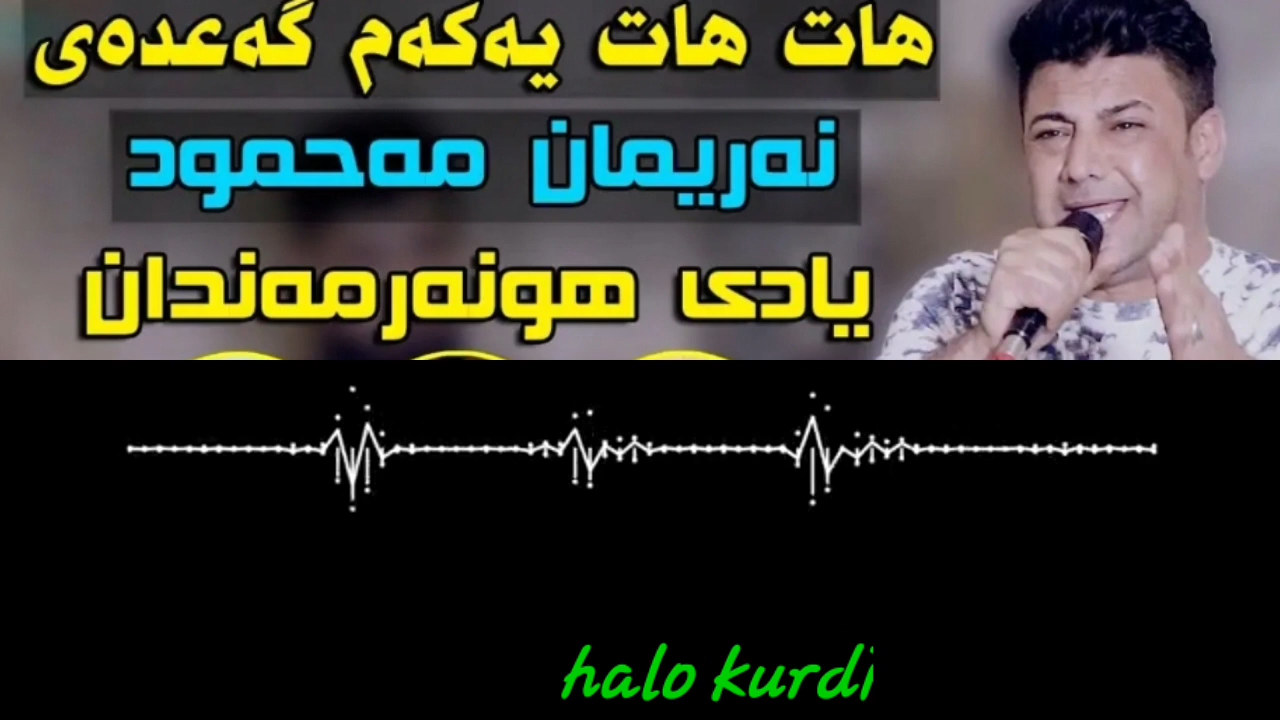 هات هات یەکەم گەعدەی
نەریمان مەحمود
یادی هونەرمەندان
halo kurdi